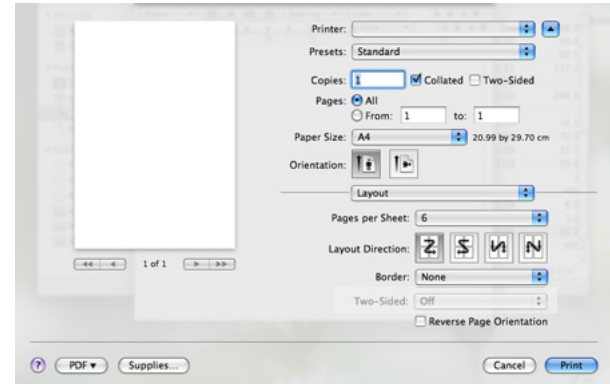 Printer:
Presets: Standard
Copies: 1 Collated Two-Sided
Pages: All
From: 1 to: 1
Paper Size: A4 20.99 by 29.70 cm
Orientation:
Layout
Pages per Sheet: 6
Layout Direction:
Border: None
Two-Sided: Off
Reverse Page Orientation
1 of 1
? PDF Supplies... Cancel Print